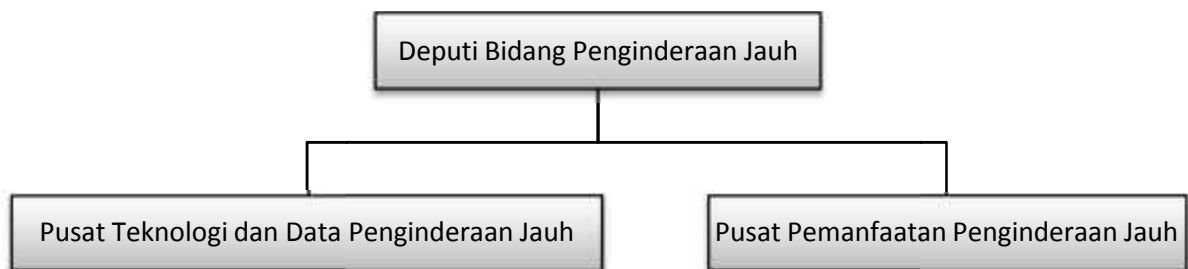 Deputi Bidang Penginderaan Jauh
Pusat Teknologi dan Data Penginderaan Jauh
Pusat Pemanfaatan Penginderaan Jauh